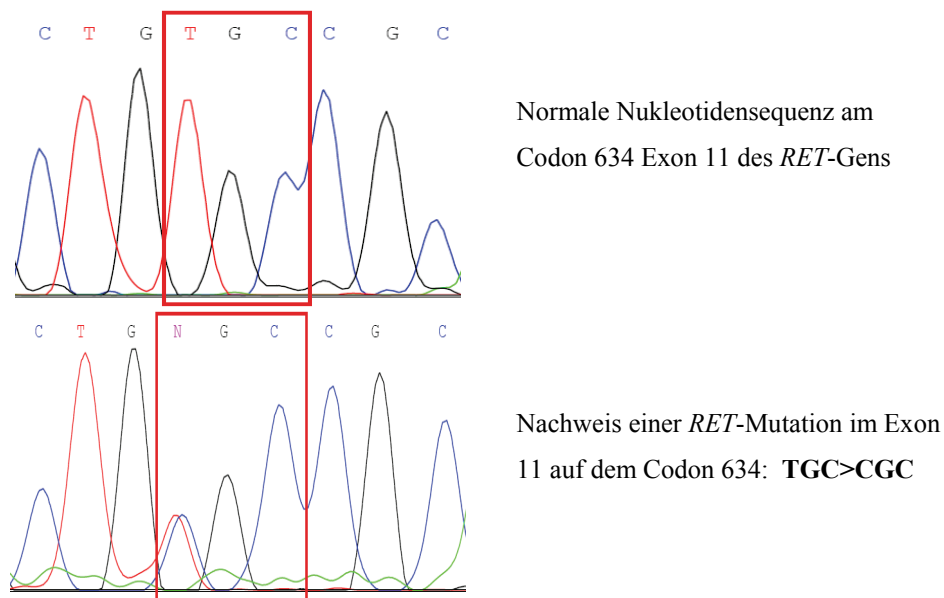 C T G T G C C G C
Normale Nukleotidensequenz am
Codon 634 Exon 11 des RET-Gens
C T G N G C C G C
Nachweis einer RET-Mutation im Exon
11 auf dem Codon 634: TGC>CGC